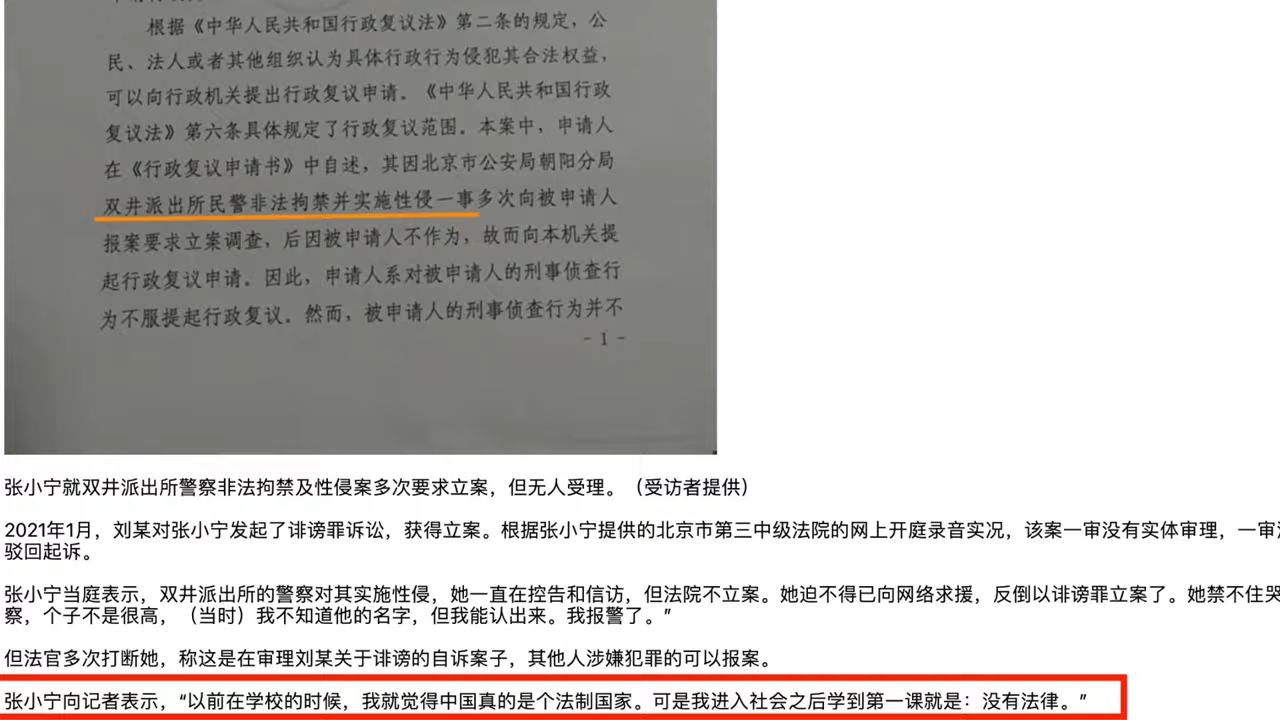 根据《中华人民共和国行政复议法》第二条的规定，公
民、法人或者其他组织认为具体行政行为侵犯其合法权益，
可以向行政机关提出行政复议申请。《中华人民共和国行政
复议法》第六条具体规定了行政复议范围。本案中，申请人
在《行政复议申请书》中自述，其因北京市公安局朝阳分局
双井派出所民警非法拘禁并实施性侵一事多次向被申请人
报案要求立案调查，后因被申请人不作为，故而向本机关提
起行政复议申请。因此，申请人系对被申请人的刑事侦查行
为不服提起行政复议。然而，被申请人的刑事侦查行为并不
- 1 -
张小宁就双井派出所警察非法拘禁及性侵案多次要求立案，但无人受理。（受访者提供）
2021年1月，刘某对张小宁发起了诽谤罪诉讼，获得立案。根据张小宁提供的北京市第三中级法院的网上开庭录音实况，该案一审没有实体审理，一审
驳回起诉。
张小宁当庭表示，双井派出所的警察对其实施性侵，她一直在控告和信访，但法院不立案。她迫不得已向网络求援，反倒以诽谤罪立案了。她禁不住哭
察，个子不是很高，（当时）我不知道他的名字，但我能认出来。我报警了。”
但法官多次打断她，称这是在审理刘某关于诽谤的自诉案子，其他人涉嫌犯罪的可以报案。
张小宁向记者表示，“以前在学校的时候，我就觉得中国真的是个法制国家。可是我进入社会之后学到第一课就是：没有法律。”